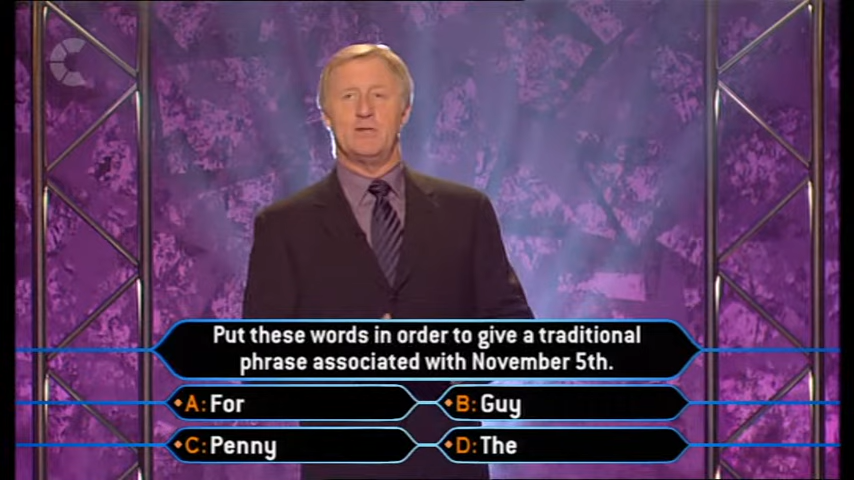 Put these words in order to give a traditional
phrase associated with November 5th.
A: For
B: Guy
C: Penny
D: The